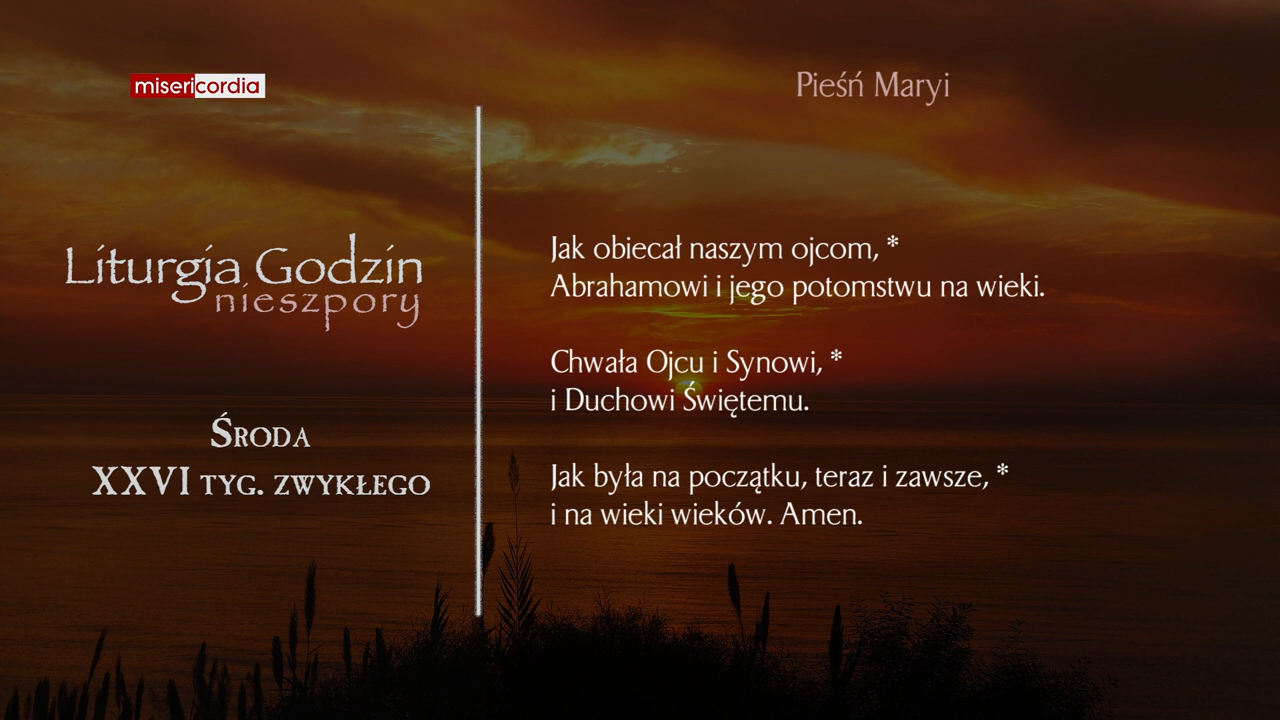 misericordia
Pieśń Maryi
Liturgia Godzin
nieszpory
Środa
XXVI tyg. zwykłego
Jak obiecał naszym ojcom, *
Abrahamowi i jego potomstwu na wieki.
Chwała Ojcu i Synowi, *
i Duchowi Świętemu.
Jak była na początku, teraz i zawsze, *
i na wieki wieków. Amen.